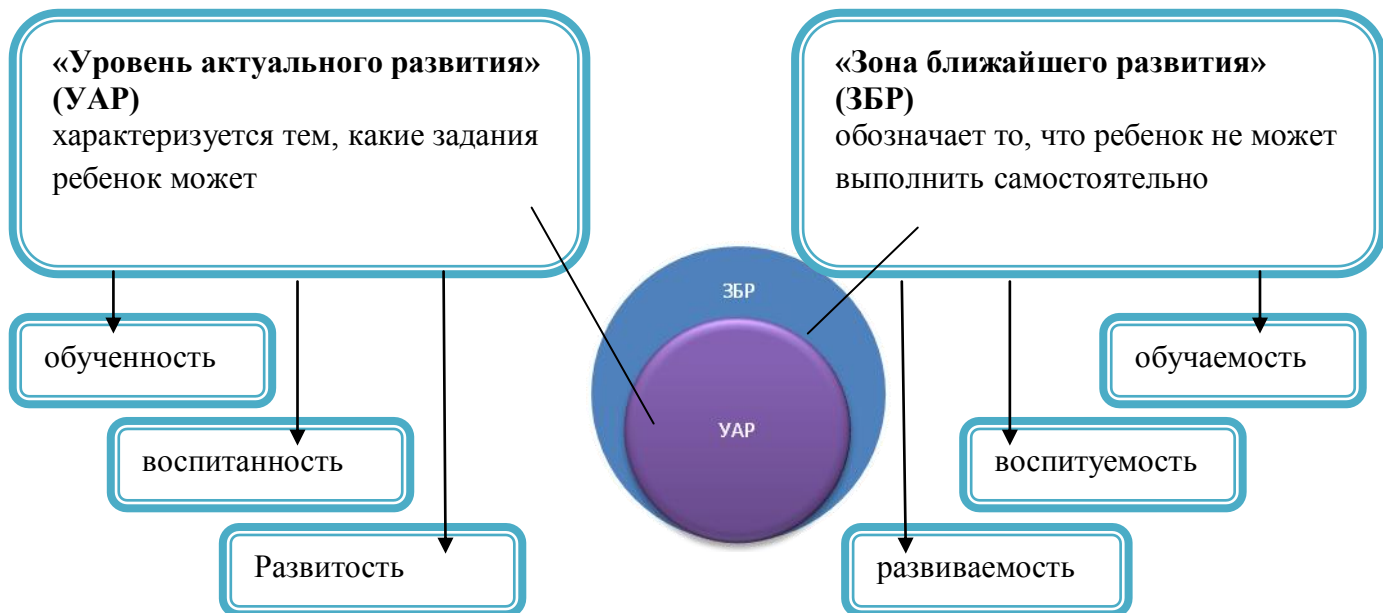 «Уровень актуального развития»
(УАР)
характеризуется тем, какие задания
ребенок может
«Зона ближайшего развития»
(ЗБР)
обозначает то, что ребенок не может
выполнить самостоятельно
ЗБР
УАР
обученность
воспитанность
Развитость
обучаемость
воспитуемость
развиваемость